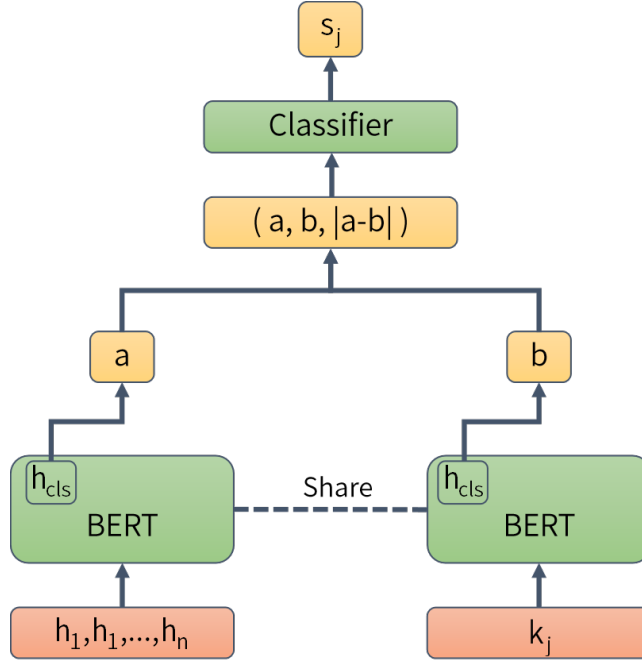 s_j
Classifier
( a, b, |a-b| )
a
b
h_cls
h_cls
Share
BERT
BERT
h_1,h_1,...,h_n
k_j